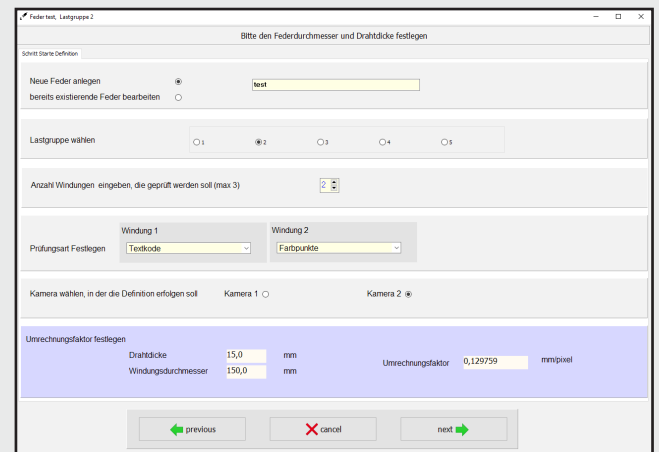 Feder test, Lastgruppe 2
Bitte den Federdurchmesser und Drahtdicke festlegen
Schritt Starte Definition
Neue Feder anlegen
test
bereits existierende Feder bearbeiten
Lastgruppe wählen
1 2 3 4 5
Anzahl Windungen eingeben, die geprüft werden soll (max 3)
2
Windung 1 Windung 2
Prüfungsart Festlegen Textkode Farbpunkte
Kamera wählen, in der die Definition erfolgen soll Kamera 1 Kamera 2
Umrechnungsfaktor festlegen
Drahtdicke 15,0 mm
Umrechnungsfaktor 0,129759 mm/pixel
Windungsdurchmesser 150,0 mm
previous cancel next